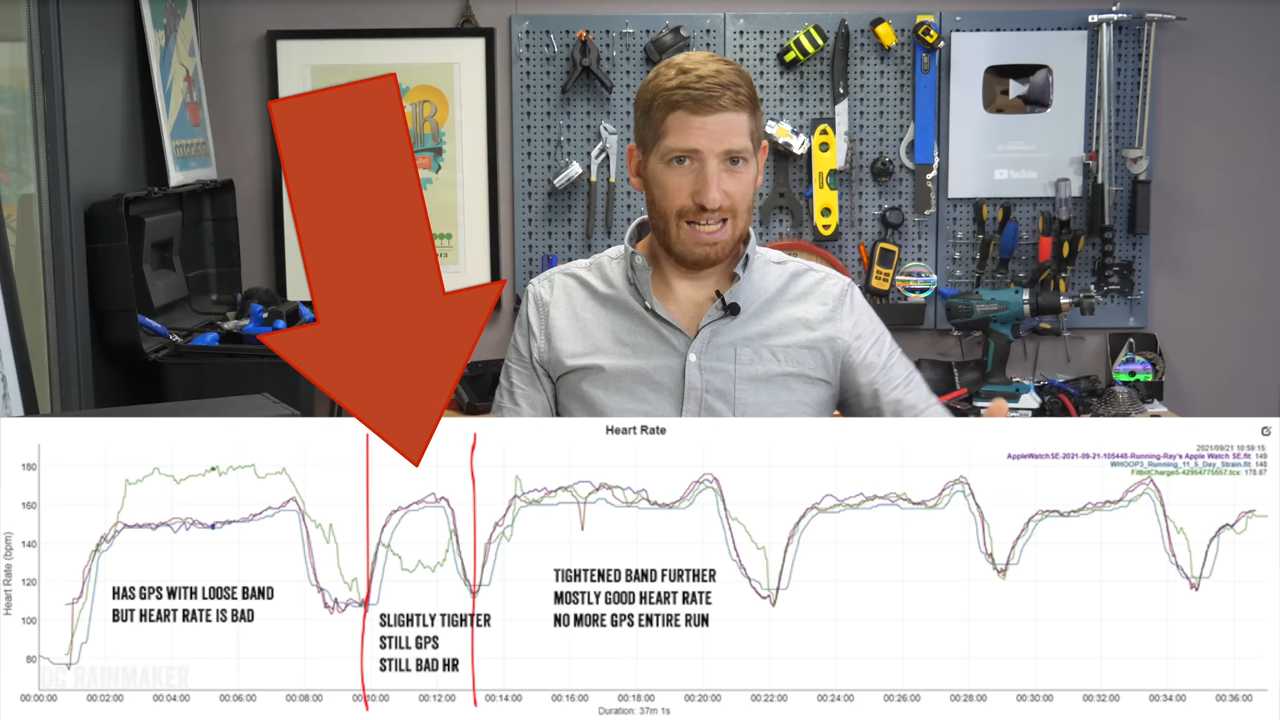 R
13
YouTube
Heart Rate
2021/09/21 10:59:15
AppleWatchSE-2021-09-21-105446-Running-Ray's Apple Watch SE.fit: 149
WHOOP3_Running_11_5_Day_Strain.fit: 148
FitbitCharge5-42954775557.tcx: 178.67
180
160
140
120
100
80
Heart Rate (bpm)
HAS GPS WITH LOOSE BAND
BUT HEART RATE IS BAD
SLIGHTLY TIGHTER
STILL GPS
STILL BAD HR
TIGHTENED BAND FURTHER
MOSTLY GOOD HEART RATE
NO MORE GPS ENTIRE RUN
DC RAINMAKER
00:00:00 00:02:00 00:04:00 00:06:00 00:08:00 00:10:00 00:12:00 00:14:00 00:16:00 00:18:00 00:20:00 00:22:00 00:24:00 00:26:00 00:28:00 00:30:00 00:32:00 00:34:00 00:36:00
Duration: 37m 1s